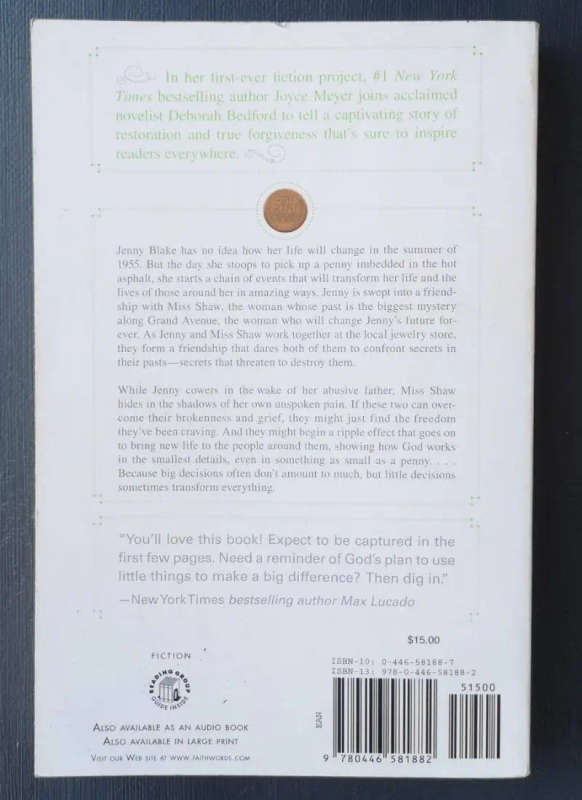 In her first-ever fiction project, #1 New York
Times bestselling author Joyce Meyer joins acclaimed
novelist Deborah Bedford to tell a captivating story of
restoration and true forgiveness that's sure to inspire
readers everywhere.
Jenny Blake has no idea how her life will change in the summer of
1955. But the day she stoops to pick up a penny imbedded in the hot
asphalt, she starts a chain of events that will transform her life and the
lives of those around her in amazing ways. Jenny is swept into a friend-
ship with Miss Shaw, the woman whose past is the biggest mystery
along Grand Avenue, the woman who will change Jenny's future for-
ever. As Jenny and Miss Shaw work together at the local jewelry store,
they form a friendship that dares both of them to confront secrets in
their pasts—secrets that threaten to destroy them.
While Jenny cowers in the wake of her abusive father, Miss Shaw
hides in the shadows of her own unspoken pain. If these two can over-
come their brokenness and grief, they might just find the freedom
they've been craving. And they might begin a ripple effect that goes on
to bring new life to the people around them, showing how God works
in the smallest details, even in something as small as a penny. . . .
Because big decisions often don't amount to much, but little decisions
sometimes transform everything.
"You'll love this book! Expect to be captured in the
first few pages. Need a reminder of God's plan to use
little things to make a big difference? Then dig in."
—New York Times bestselling author Max Lucado
$15.00
FICTION
READING GROUP
GUIDE INSIDE
ALSO AVAILABLE AS AN AUDIO BOOK
ALSO AVAILABLE IN LARGE PRINT
VISIT OUR WEB SITE AT WWW.FAITHWORDS.COM
ISBN-10: 0-446-58188-7
ISBN-13: 978-0-446-58188-2
51500
EAN
9 780446 581882